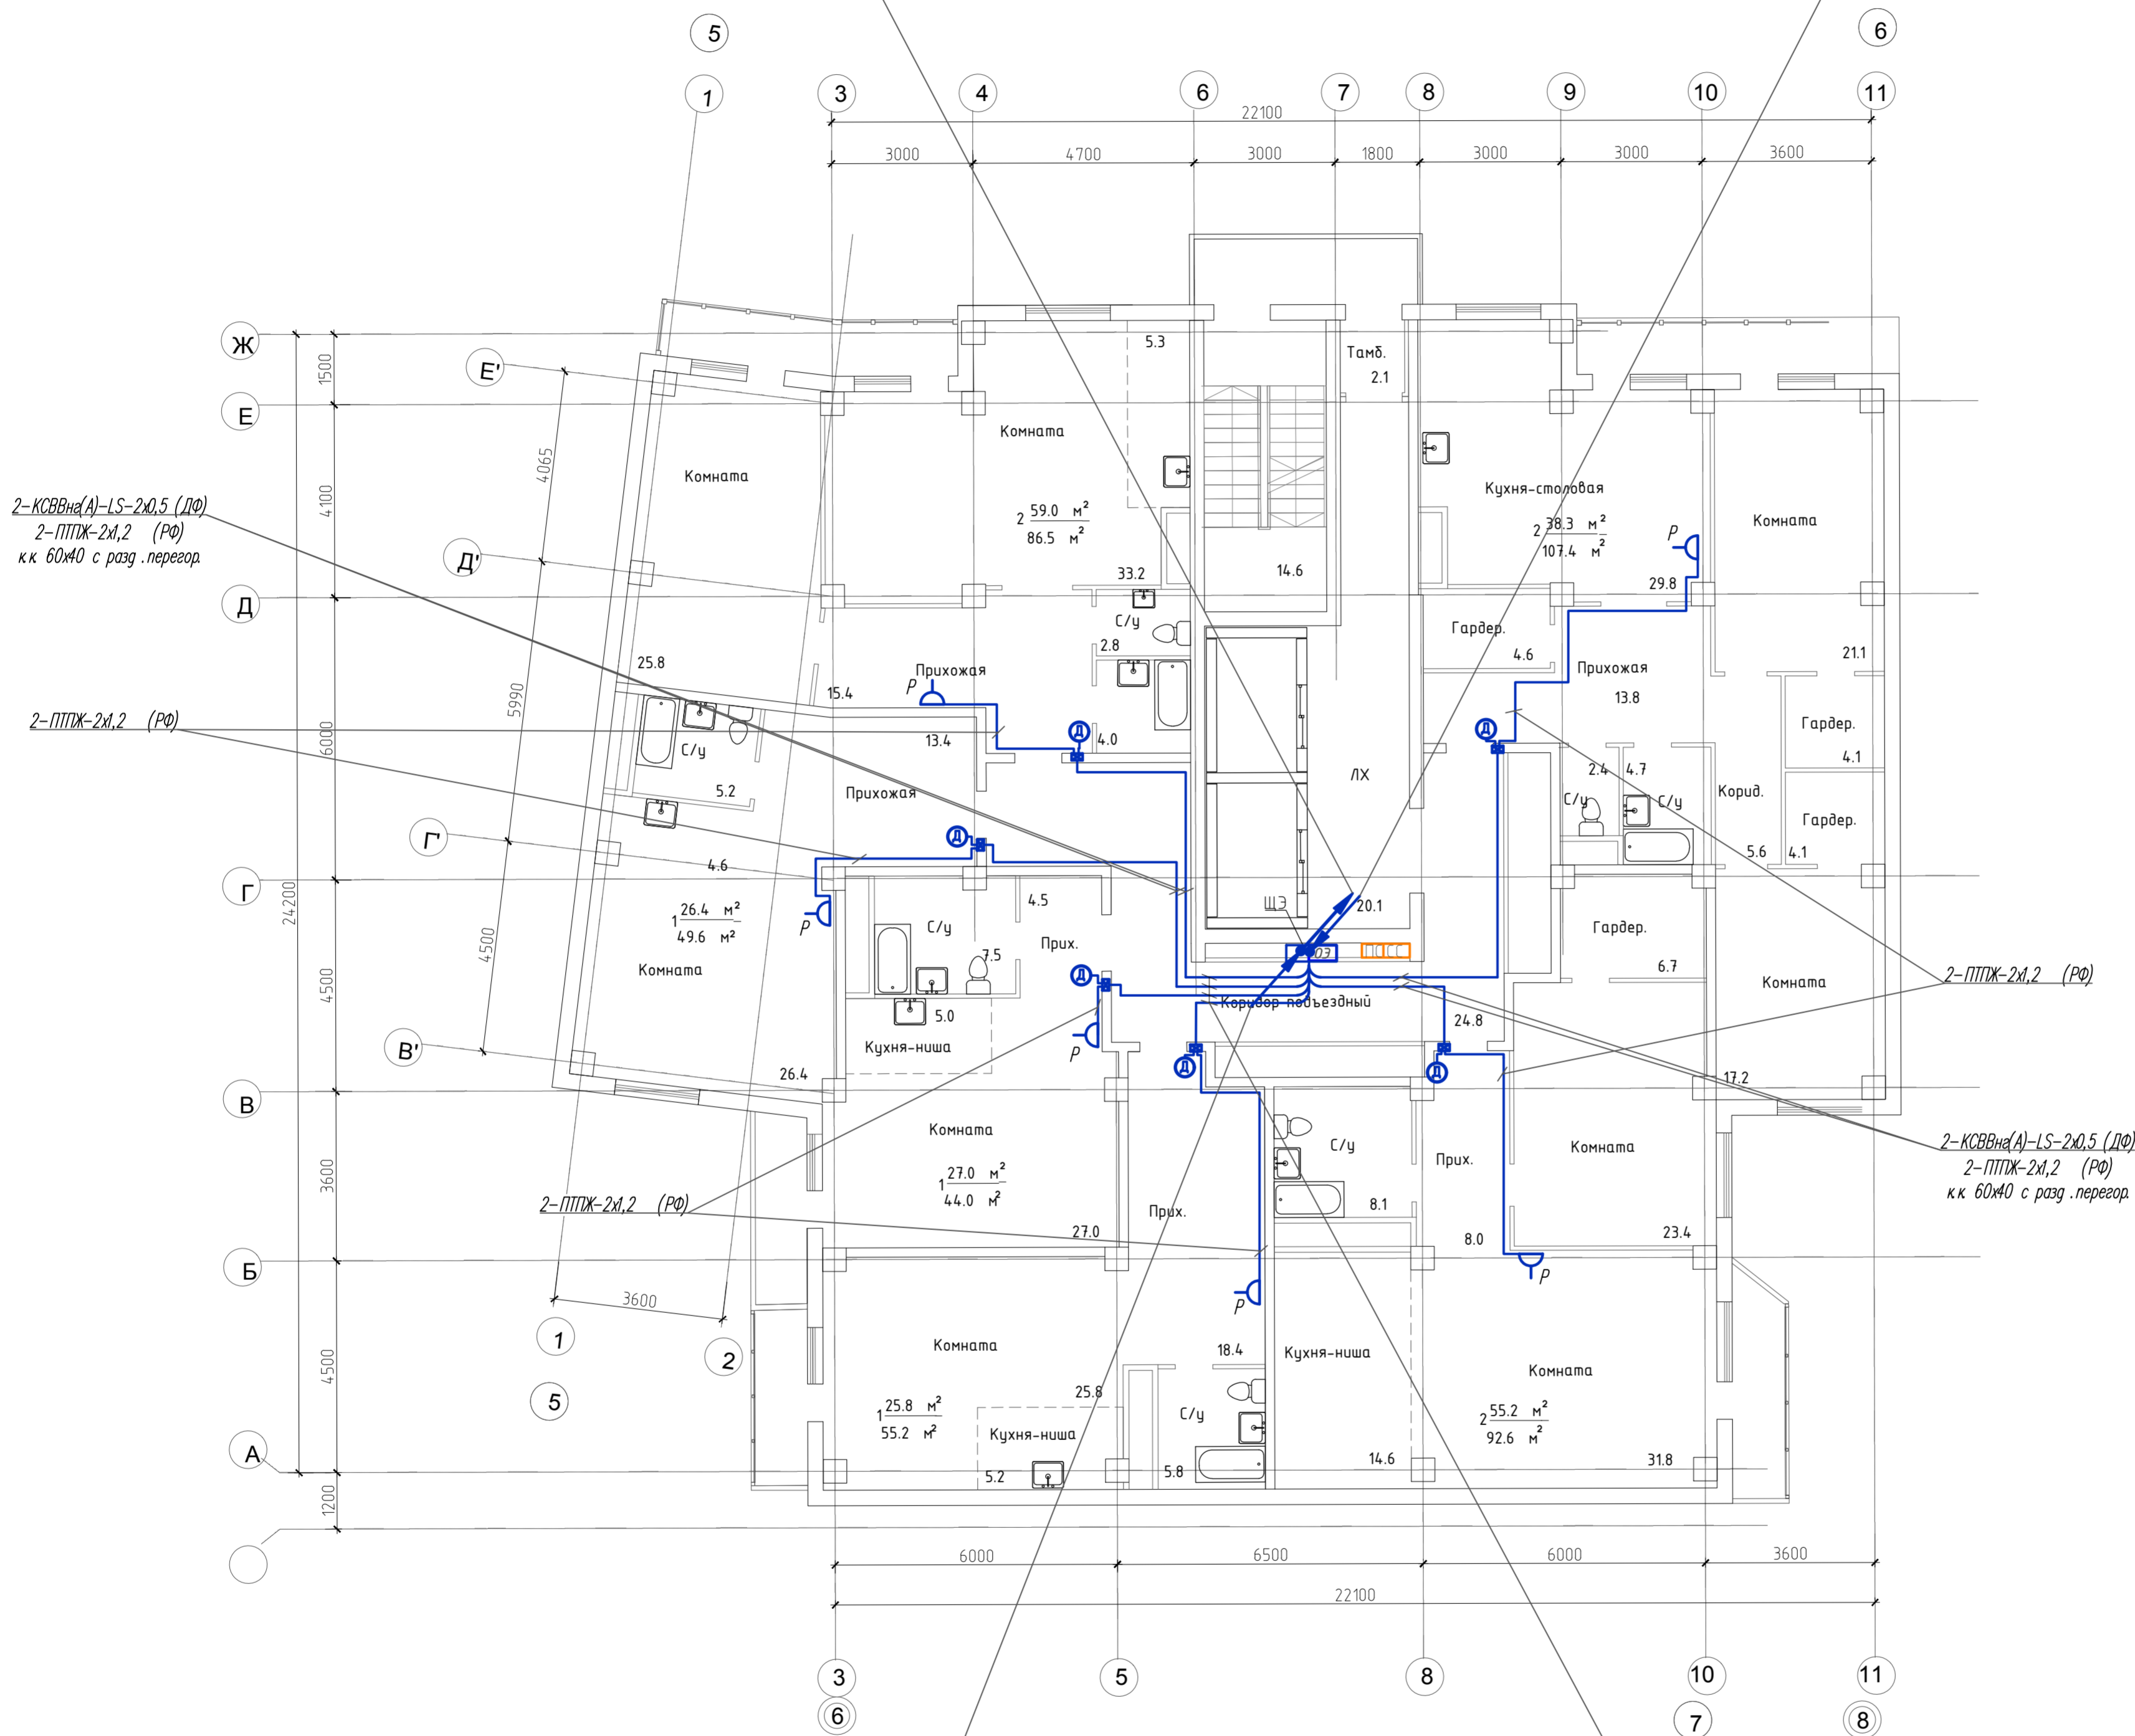 5
6
1
3
4
6
7
8
9
10
11
22100
3000
4700
3000
1800
3000
3000
3600
Ж
Е'
Е
Д'
Д
Г'
Г
В'
В
Б
А
1500
4100
6000
4500
3600
4500
1200
24200
4065
5990
4500
3600
5.3
Тамб.
2.1
Комната
Комната
Кухня-столовая
Комната
2 59.0 м²
86.5 м²
2 38.3 м²
107.4 м²
Р
33.2
14.6
29.8
С/у
2.8
Гардер.
4.6
25.8
Прихожая
Прихожая
21.1
15.4
Р
13.8
Гардер.
Д
Д
13.4
4.0
С/у
4.1
2.4
4.7
5.2
Прихожая
ЛХ
С/у
С/у
Корид.
Гардер.
Д
4.6
5.6
4.1
4.5
ЩЭ
20.1
1 26.4 м²
49.6 м²
Р
С/у
Прих.
Гардер.
7.5
УЭО
6.7
Комната
Д
Комната
Коридор подъездный
5.0
24.8
Р
Кухня-ниша
Д
Д
26.4
17.2
Комната
С/у
Прих.
Комната
1 27.0 м²
44.0 м²
Прих.
8.1
27.0
8.0
23.4
Р
Р
Комната
18.4
Кухня-ниша
Комната
25.8
1 25.8 м²
55.2 м²
С/у
2 55.2 м²
92.6 м²
Кухня-ниша
5.2
5.8
14.6
31.8
2-КСВВнг(А)-LS-2х0,5 (ДФ)
2-ПТПЖ-2х1,2 (РФ)
к.к 60х40 с разд .перегор.
2-ПТПЖ-2х1,2 (РФ)
2-ПТПЖ-2х1,2 (РФ)
2-ПТПЖ-2х1,2 (РФ)
2-КСВВнг(А)-LS-2х0,5 (ДФ)
2-ПТПЖ-2х1,2 (РФ)
к.к 60х40 с разд .перегор.
1
2
5
6000
6500
6000
3600
22100
3
5
8
10
11
6
7
8